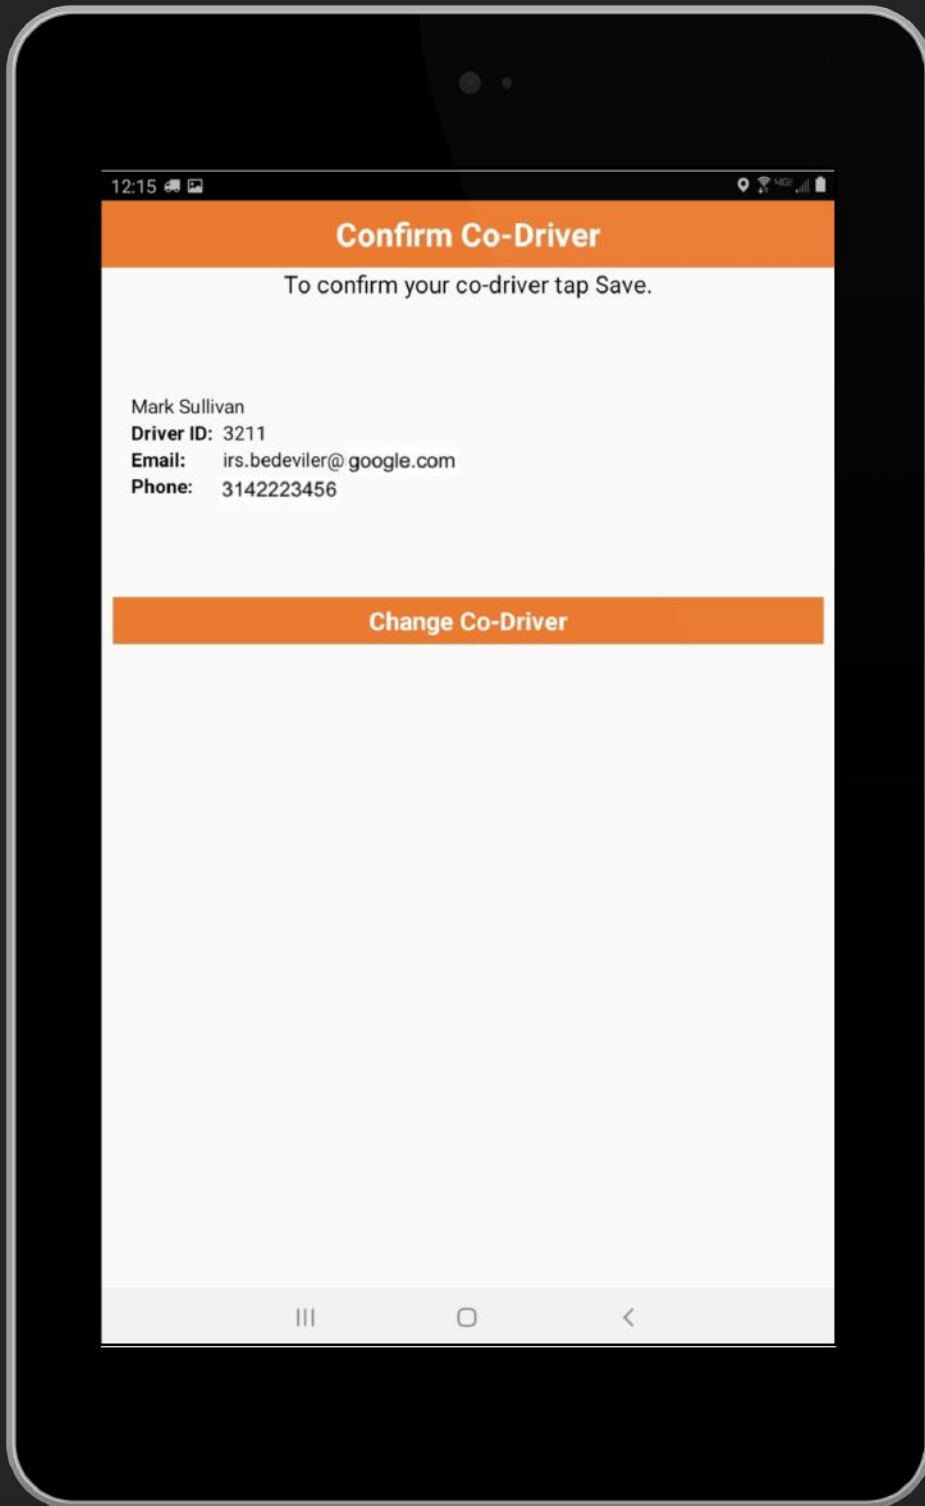 12:15
Confirm Co-Driver
To confirm your co-driver tap Save.
Mark Sullivan
Driver ID: 3211
Email: irs.bedeviler@ google.com
Phone: 3142223456
Change Co-Driver